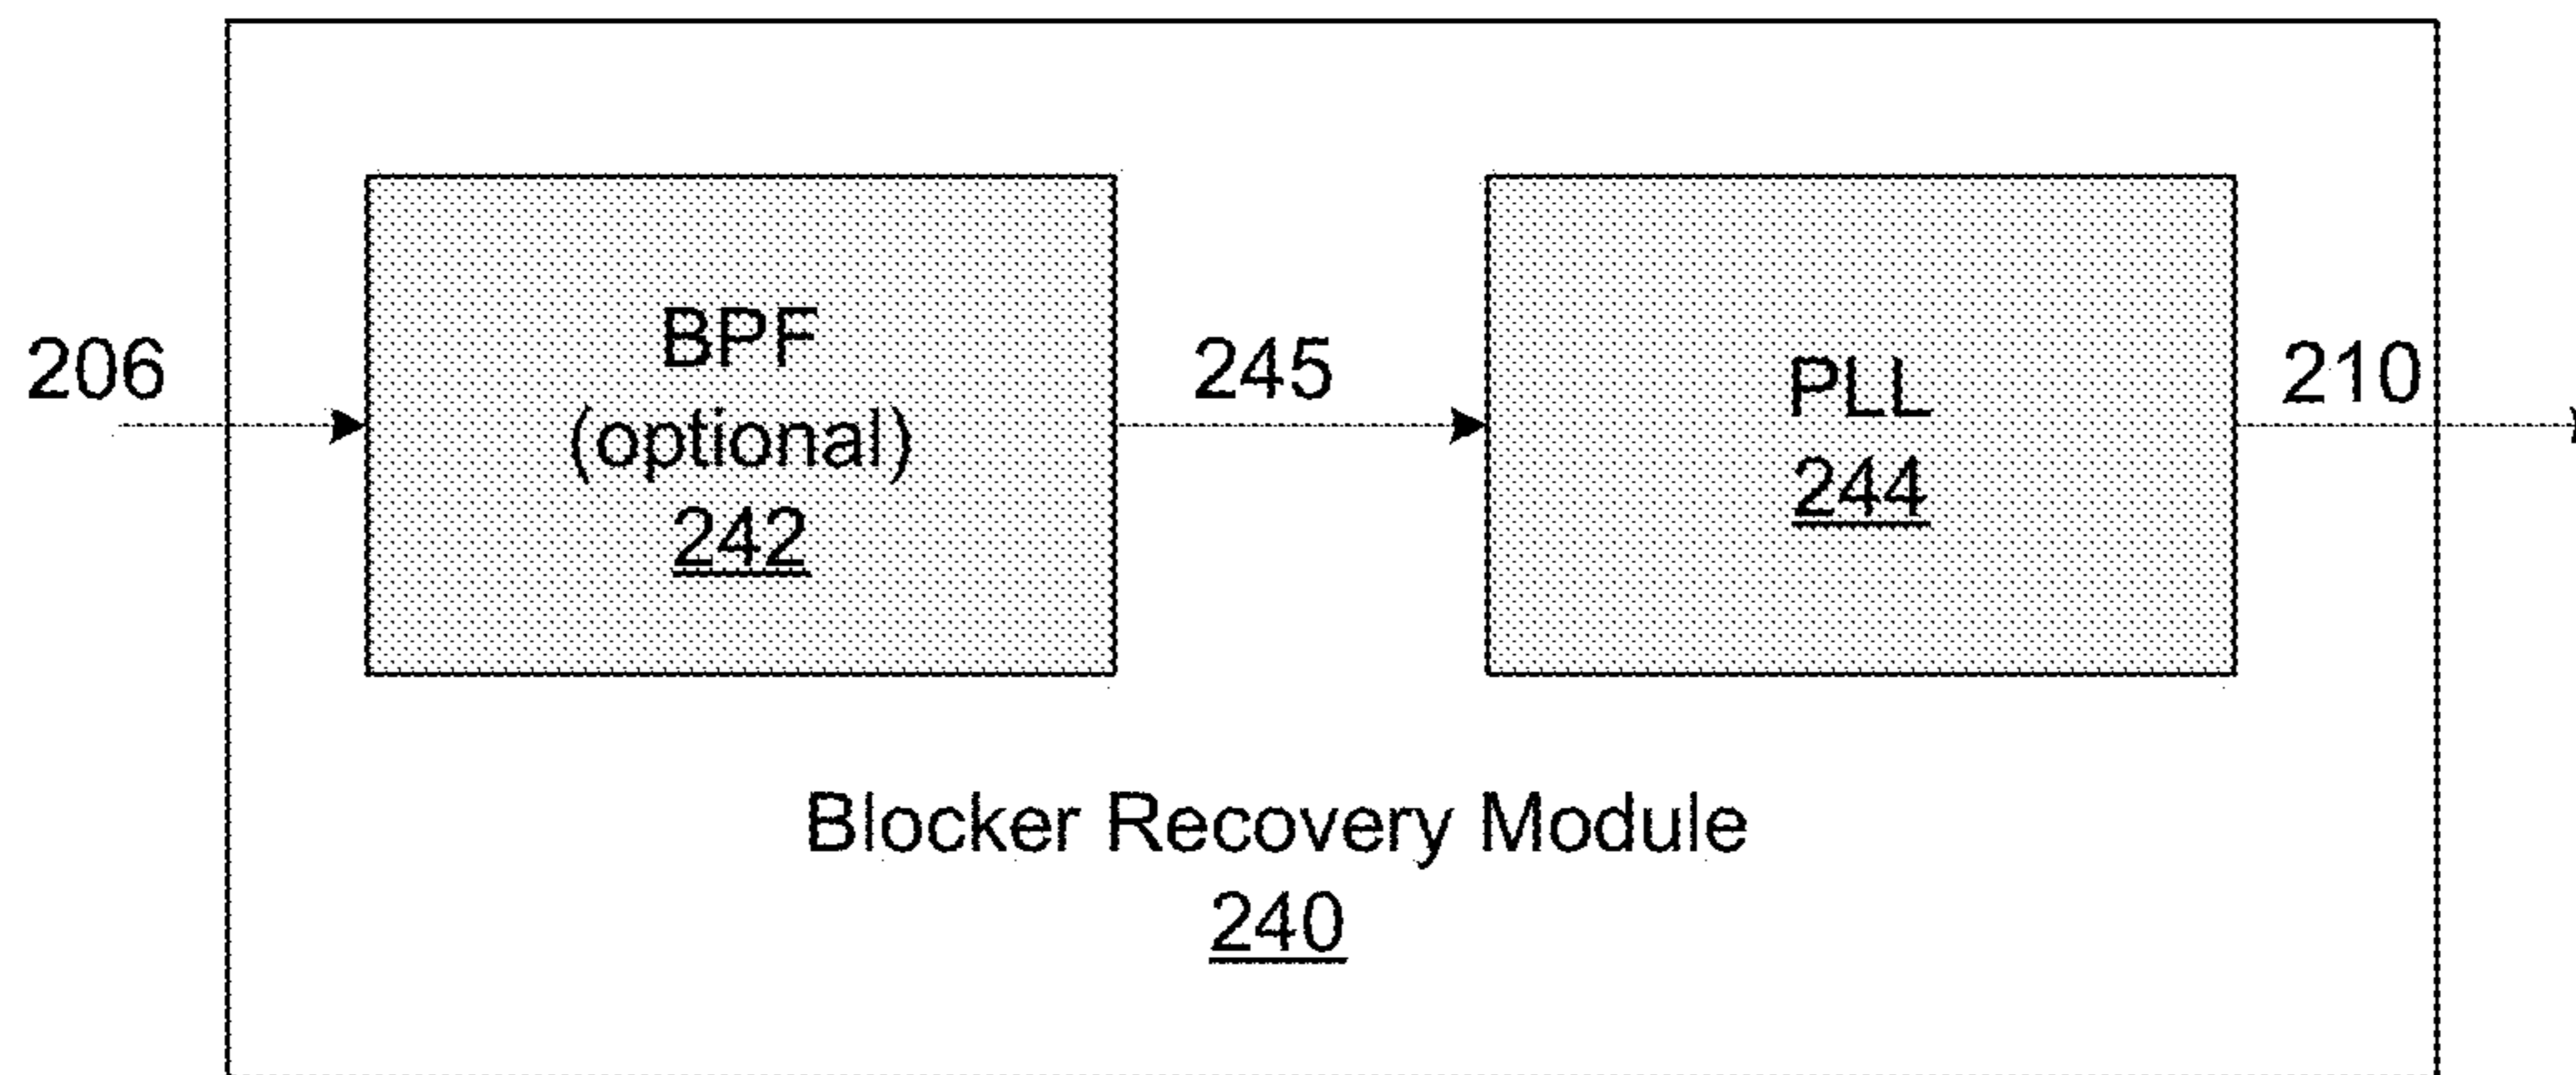 206
BPF
(optional)
242
245
PLL
244
210
Blocker Recovery Module
240